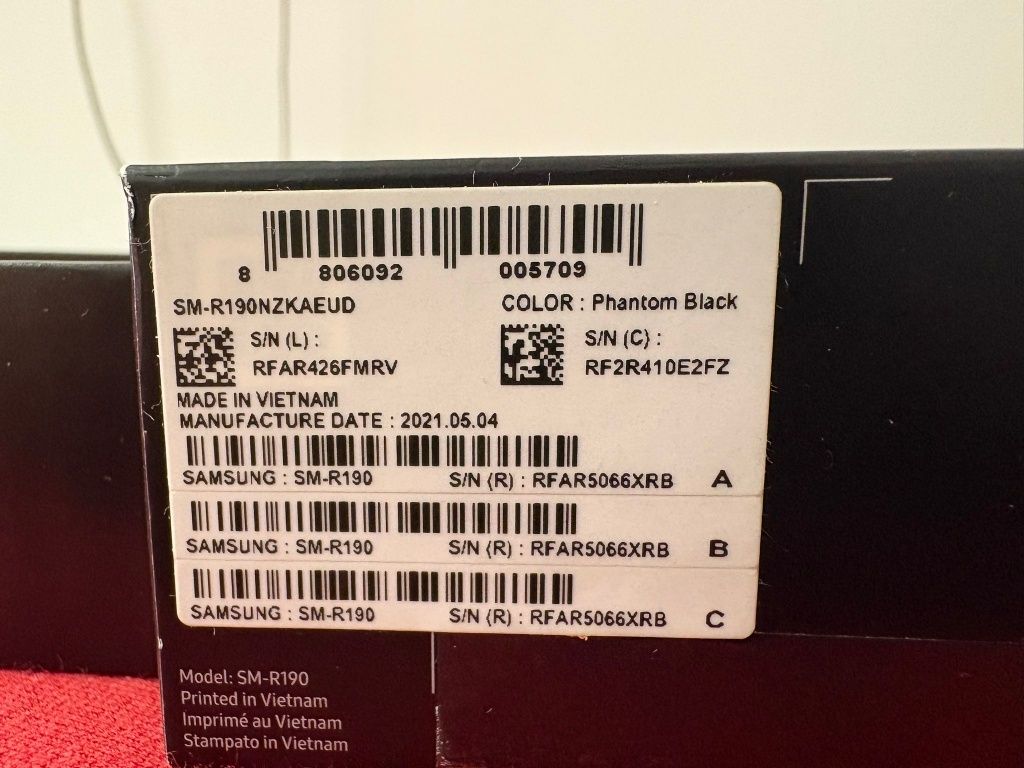 8 806092 005709
SM-R190NZKAEUD COLOR : Phantom Black
S/N (L) : S/N (C) :
RFAR426FMRV RF2R410E2FZ
MADE IN VIETNAM
MANUFACTURE DATE : 2021.05.04
SAMSUNG : SM-R190 S/N (R) : RFAR5066XRB A
SAMSUNG : SM-R190 S/N (R) : RFAR5066XRB B
SAMSUNG : SM-R190 S/N (R) : RFAR5066XRB C
Model: SM-R190
Printed in Vietnam
Imprimé au Vietnam
Stampato in Vietnam